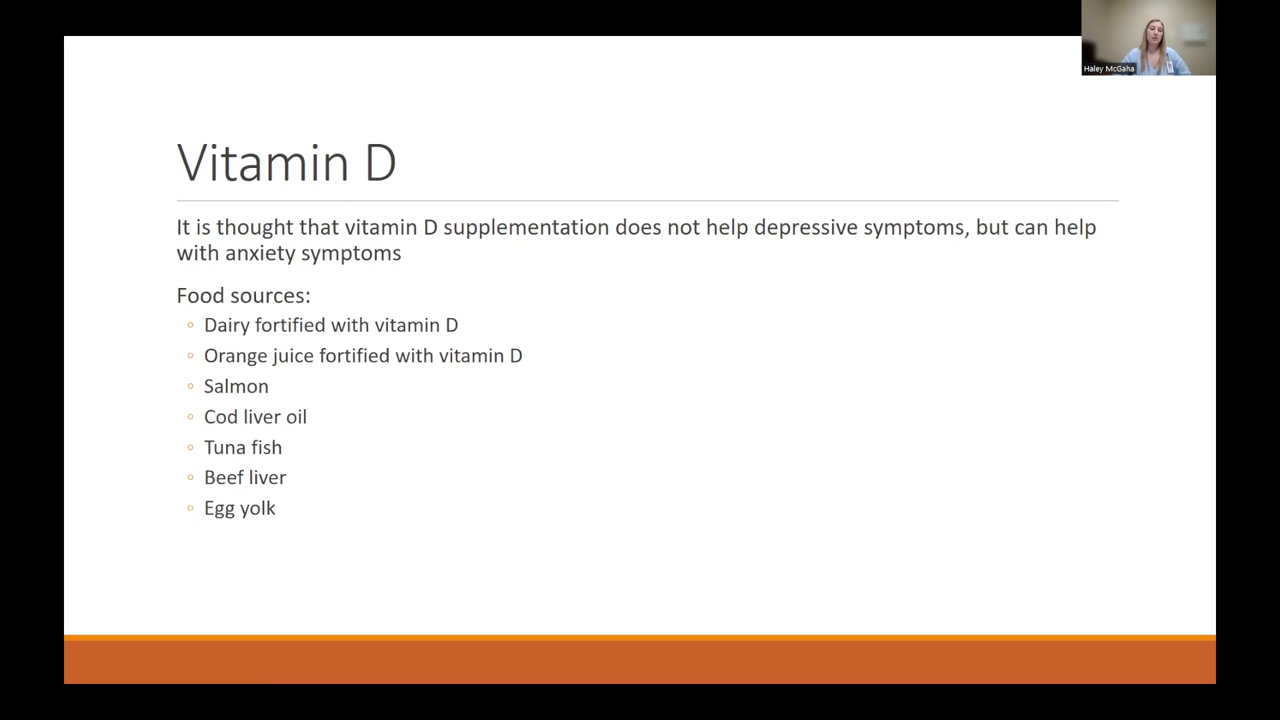 Haley McGaha
Vitamin D
It is thought that vitamin D supplementation does not help depressive symptoms, but can help
with anxiety symptoms
Food sources:
Dairy fortified with vitamin D
Orange juice fortified with vitamin D
Salmon
Cod liver oil
Tuna fish
Beef liver
Egg yolk